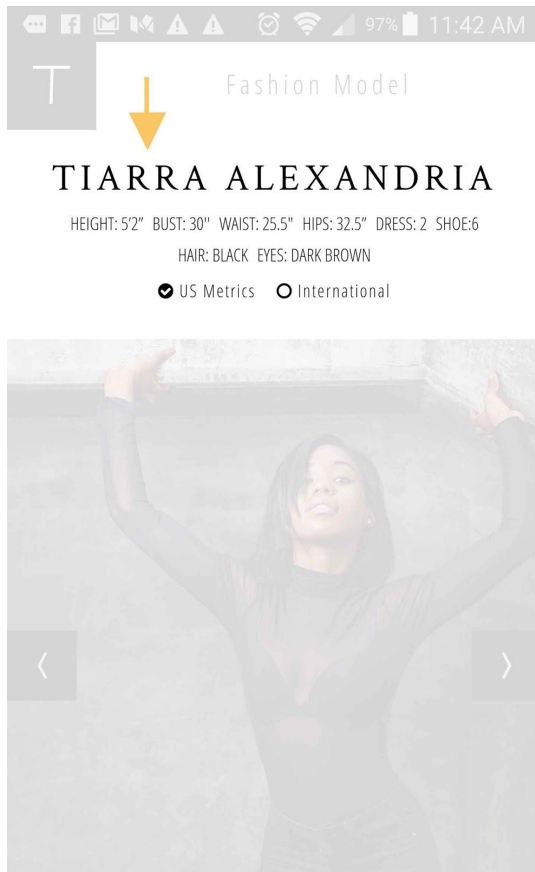 97% 11:42 AM
T
Fashion Model
TIARRA ALEXANDRIA
HEIGHT: 5’2” BUST: 30'' WAIST: 25.5" HIPS: 32.5” DRESS: 2 SHOE:6
HAIR: BLACK EYES: DARK BROWN
US Metrics International